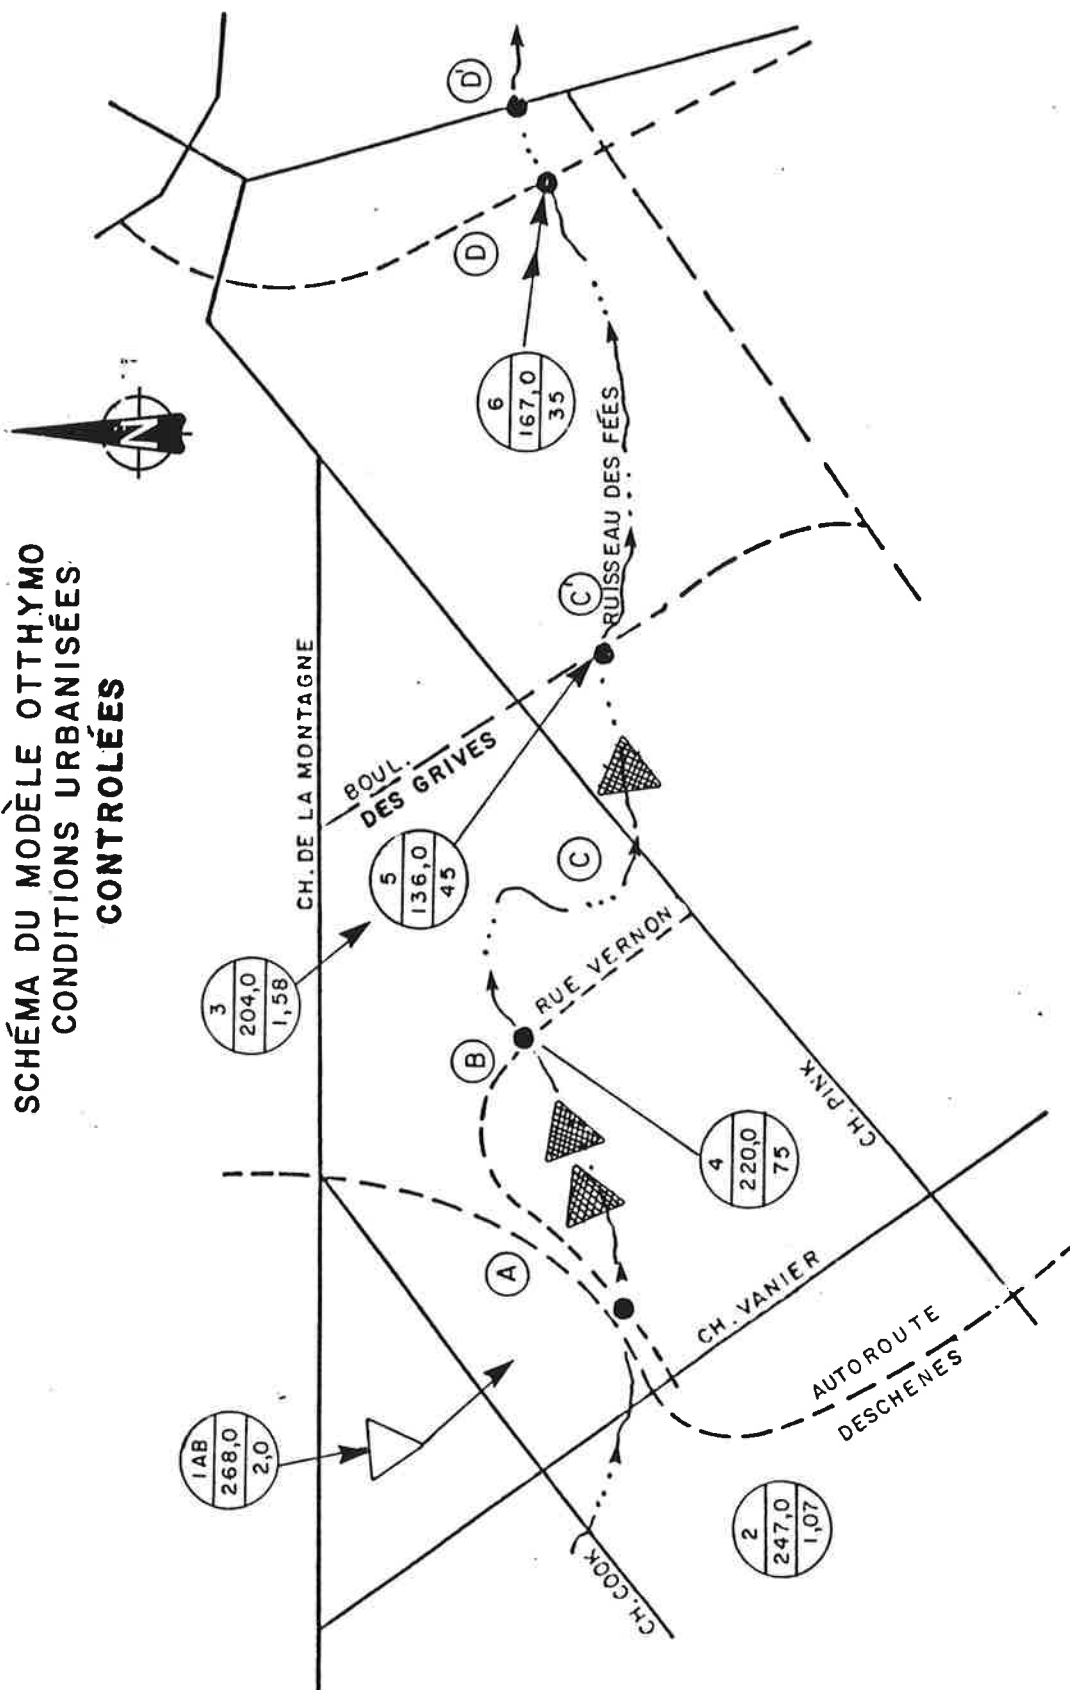 SCHÉMA DU MODÈLE OTTHYMO
CONDITIONS URBANISÉES
CONTROLÉES
N
CH. DE LA MONTAGNE
1AB
268,0
2,0
3
204,0
1,58
5
136,0
45
BOUL.
DES GRIVES
6
167,0
35
D
D'
A
B
C
C'
RUISSEAU DES FÉES
RUE VERNON
4
220,0
75
CH. PINK
CH. VANIER
CH. COOK
2
247,0
1,07
AUTOROUTE
DESCHENES